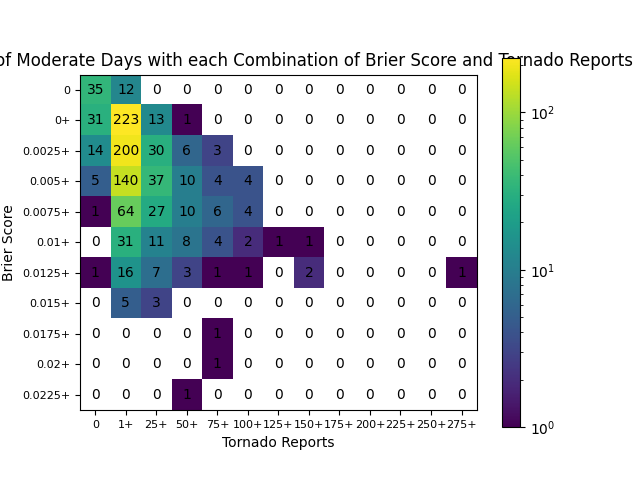 of Moderate Days with each Combination of Brier Score and Tornado Reports
0 35 12 0 0 0 0 0 0 0 0 0 0 0
0+ 31 223 13 1 0 0 0 0 0 0 0 0 0
0.0025+ 14 200 30 6 3 0 0 0 0 0 0 0 0
0.005+ 5 140 37 10 4 4 0 0 0 0 0 0 0
0.0075+ 1 64 27 10 6 4 0 0 0 0 0 0 0
0.01+ 0 31 11 8 4 2 1 1 0 0 0 0 0
0.0125+ 1 16 7 3 1 1 0 2 0 0 0 0 1
0.015+ 0 5 3 0 0 0 0 0 0 0 0 0 0
0.0175+ 0 0 0 0 1 0 0 0 0 0 0 0 0
0.02+ 0 0 0 0 1 0 0 0 0 0 0 0 0
0.0225+ 0 0 0 1 0 0 0 0 0 0 0 0 0
0 1+ 25+ 50+ 75+ 100+ 125+ 150+ 175+ 200+ 225+ 250+ 275+
Tornado Reports
Brier Score
10²
10¹
10⁰